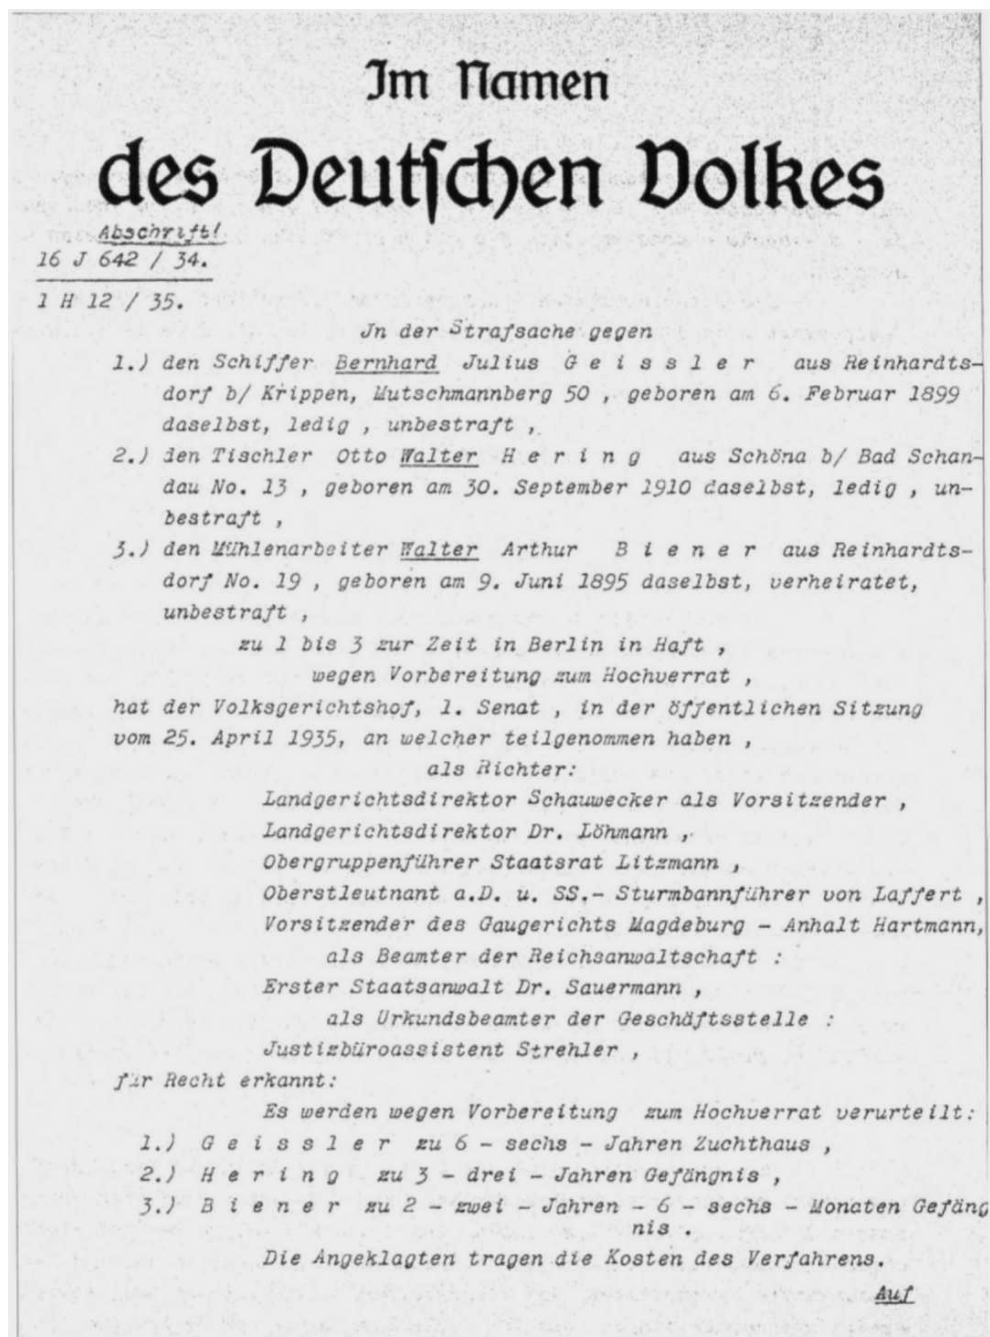 Im Namen
des Deutschen Volkes
Abschrift!
16 J 642 / 34.
1 H 12 / 35.
Jn der Strafsache gegen
1.) den Schiffer Bernhard Julius G e i s s l e r aus Reinhardts-
dorf b/ Krippen, Mutschmannberg 50 , geboren am 6. Februar 1899
daselbst, ledig , unbestraft ,
2.) den Tischler Otto Walter H e r i n g aus Schöna b/ Bad Schan-
dau No. 13 , geboren am 30. September 1910 daselbst, ledig , un-
bestraft ,
3.) den Mühlenarbeiter Walter Arthur B i e n e r aus Reinhardts-
dorf No. 19 , geboren am 9. Juni 1895 daselbst, verheiratet,
unbestraft ,
zu 1 bis 3 zur Zeit in Berlin in Haft ,
wegen Vorbereitung zum Hochverrat ,
hat der Volksgerichtshof, 1. Senat , in der öffentlichen Sitzung
vom 25. April 1935, an welcher teilgenommen haben ,
als Richter:
Landgerichtsdirektor Schauwecker als Vorsitzender ,
Landgerichtsdirektor Dr. Löhmann ,
Obergruppenführer Staatsrat Litzmann ,
Oberstleutnant a.D. u. SS.- Sturmbannführer von Laffert ,
Vorsitzender des Gaugerichts Magdeburg - Anhalt Hartmann,
als Beamter der Reichsanwaltschaft :
Erster Staatsanwalt Dr. Sauermann ,
als Urkundsbeamter der Geschäftsstelle :
Justizbüroassistent Strehler ,
für Recht erkannt:
Es werden wegen Vorbereitung zum Hochverrat verurteilt:
1.) G e i s s l e r zu 6 - sechs - Jahren Zuchthaus ,
2.) H e r i n g zu 3 - drei - Jahren Gefängnis ,
3.) B i e n e r zu 2 - zwei - Jahren - 6 - sechs - Monaten Gefäng
nis .
Die Angeklagten tragen die Kosten des Verfahrens.
Auf